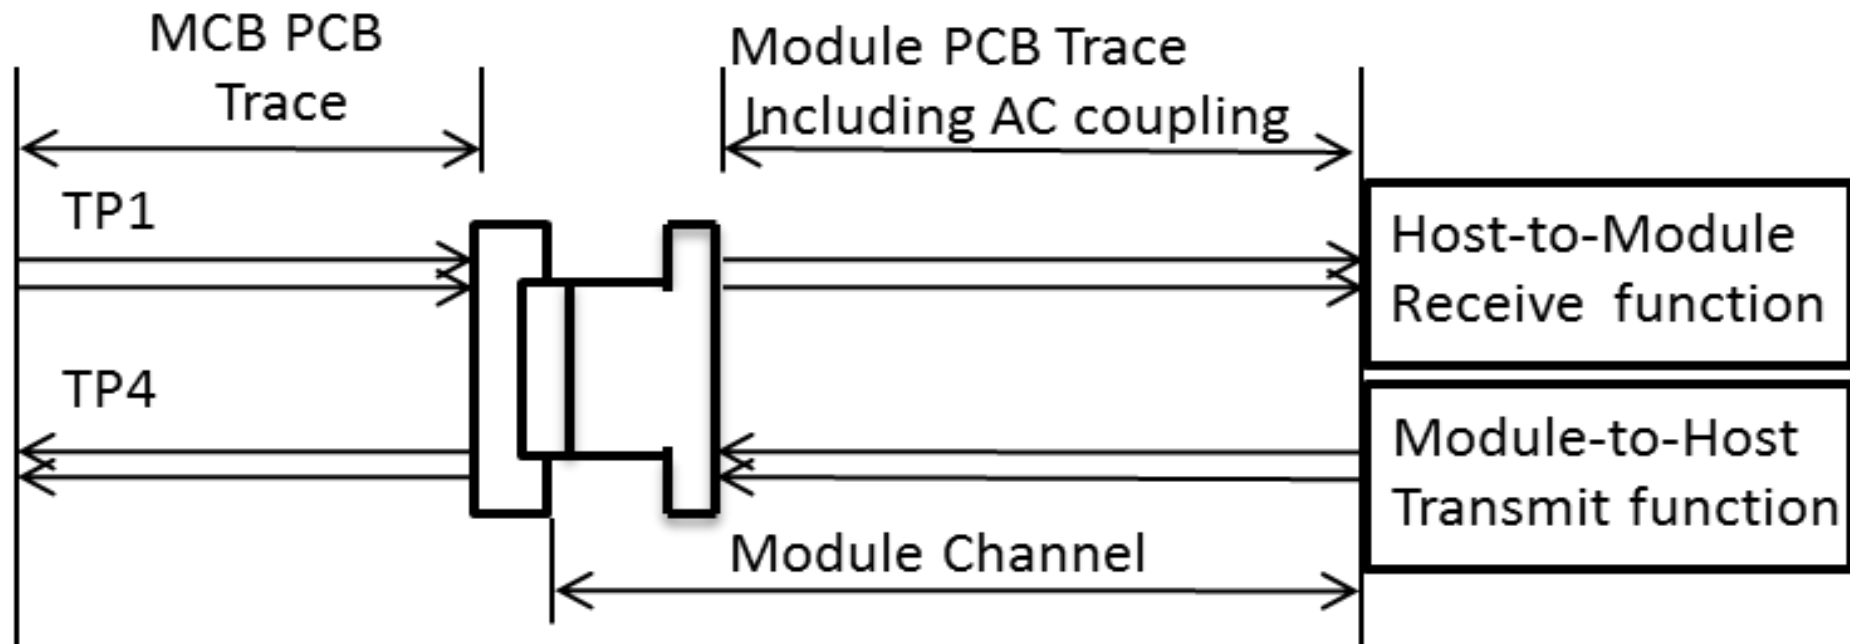 MCB PCB
Trace
Module PCB Trace
Including AC coupling
TP1
Host-to-Module
Receive function
TP4
Module-to-Host
Transmit function
Module Channel